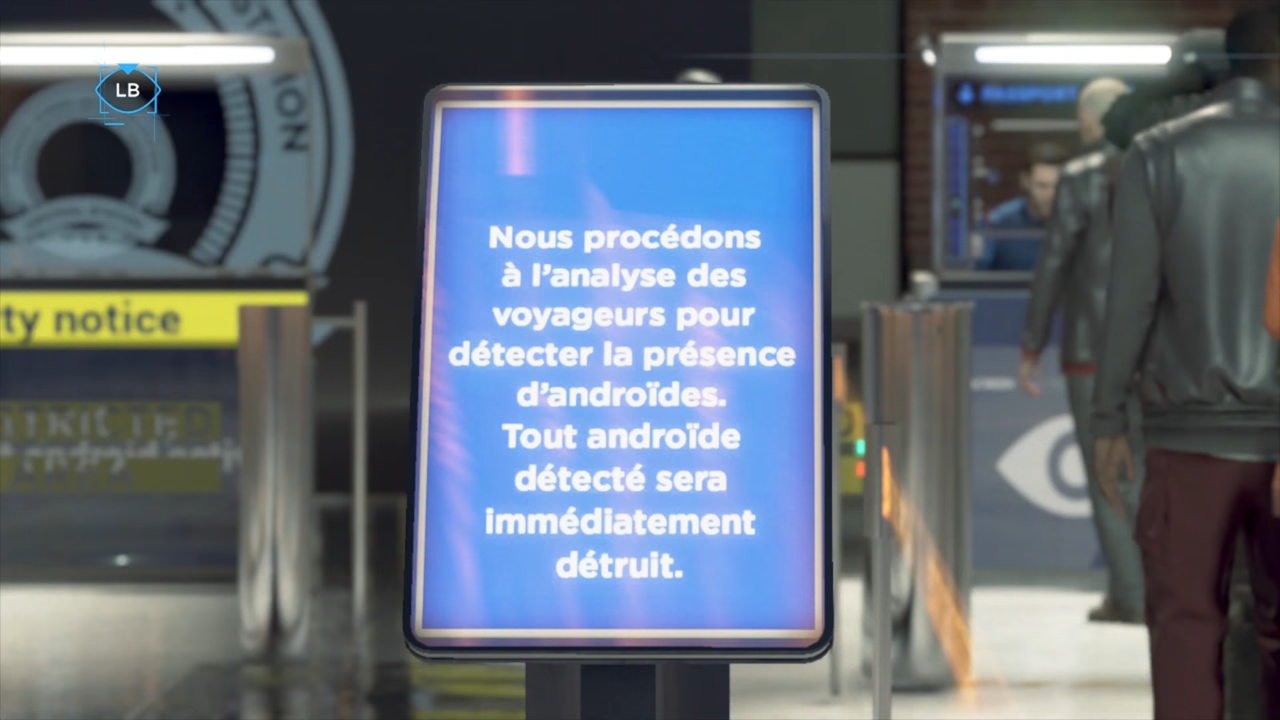 LB
STION
PASSPORT
ty notice
Nous procédons
à l’analyse des
voyageurs pour
détecter la présence
d’androïdes.
Tout androïde
détecté sera
immédiatement
détruit.